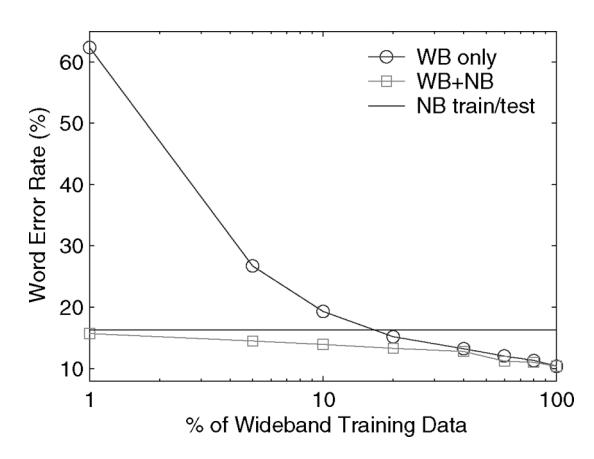 WB only
WB+NB
NB train/test
60
50
40
30
20
10
Word Error Rate (%)
1
10
100
% of Wideband Training Data